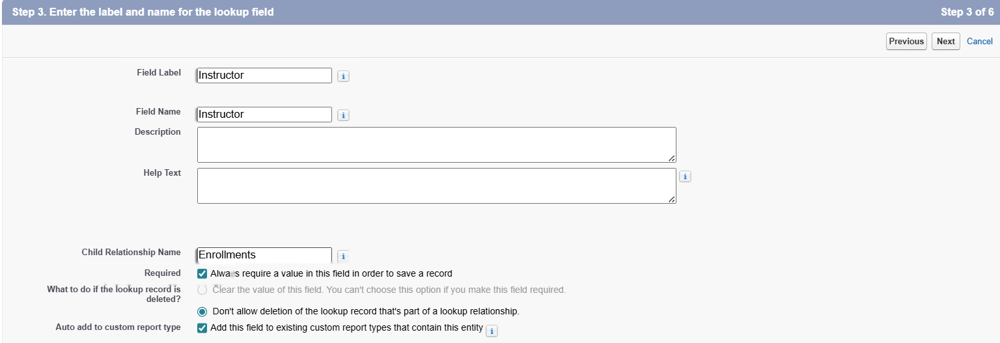 Step 3. Enter the label and name for the lookup field
Step 3 of 6
Previous
Next
Cancel
Field Label
Instructor
i
Field Name
Instructor
i
Description
Help Text
i
Child Relationship Name
Enrollments
i
Required
Always require a value in this field in order to save a record
What to do if the lookup record is
deleted?
Clear the value of this field. You can't choose this option if you make this field required.
Don't allow deletion of the lookup record that's part of a lookup relationship.
Auto add to custom report type
Add this field to existing custom report types that contain this entity
i